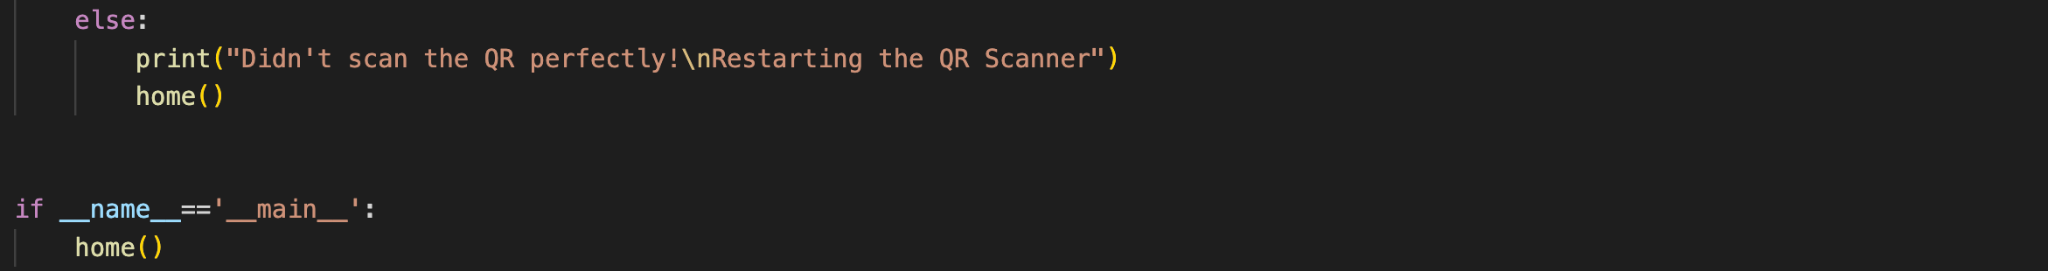 else:
print("Didn't scan the QR perfectly!\nRestarting the QR Scanner")
home()
if __name__=='__main__':
home()